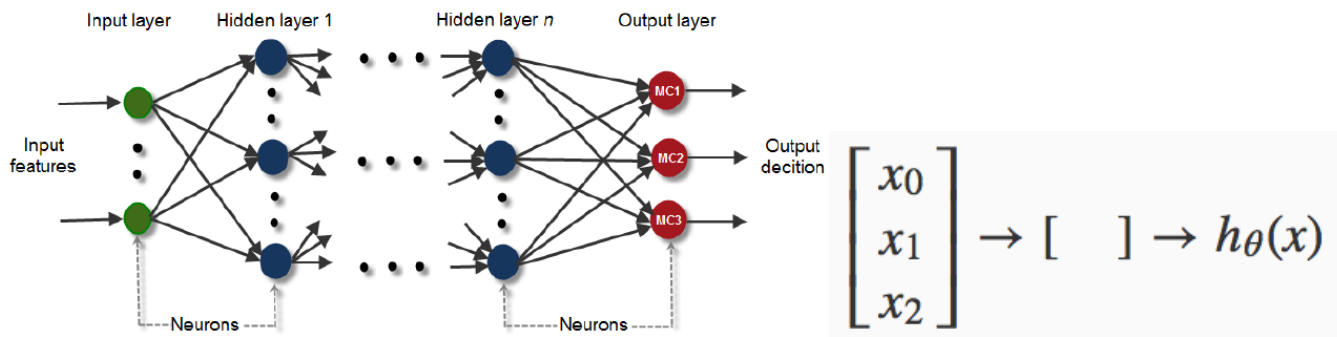 Input layer
Hidden layer 1
Hidden layer n
Output layer
MC1
MC2
MC3
Input
features
Output
decition
Neurons
Neurons
[ x₀ x₁ x₂ ] → [ ] → hθ(x)